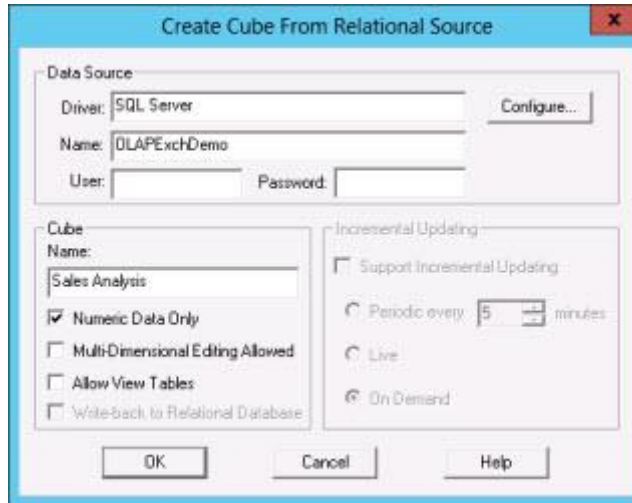 Create Cube From Relational Source
x
Data Source
Driver: SQL Server
Configure...
Name: OLAPExchDemo
User: Password:
Cube
Name:
Sales Analysis
Numeric Data Only
Multi-Dimensional Editing Allowed
Allow View Tables
Write-back to Relational Database
Incremental Updating
Support Incremental Updating
Periodic every 5 minutes
Live
On Demand
OK
Cancel
Help